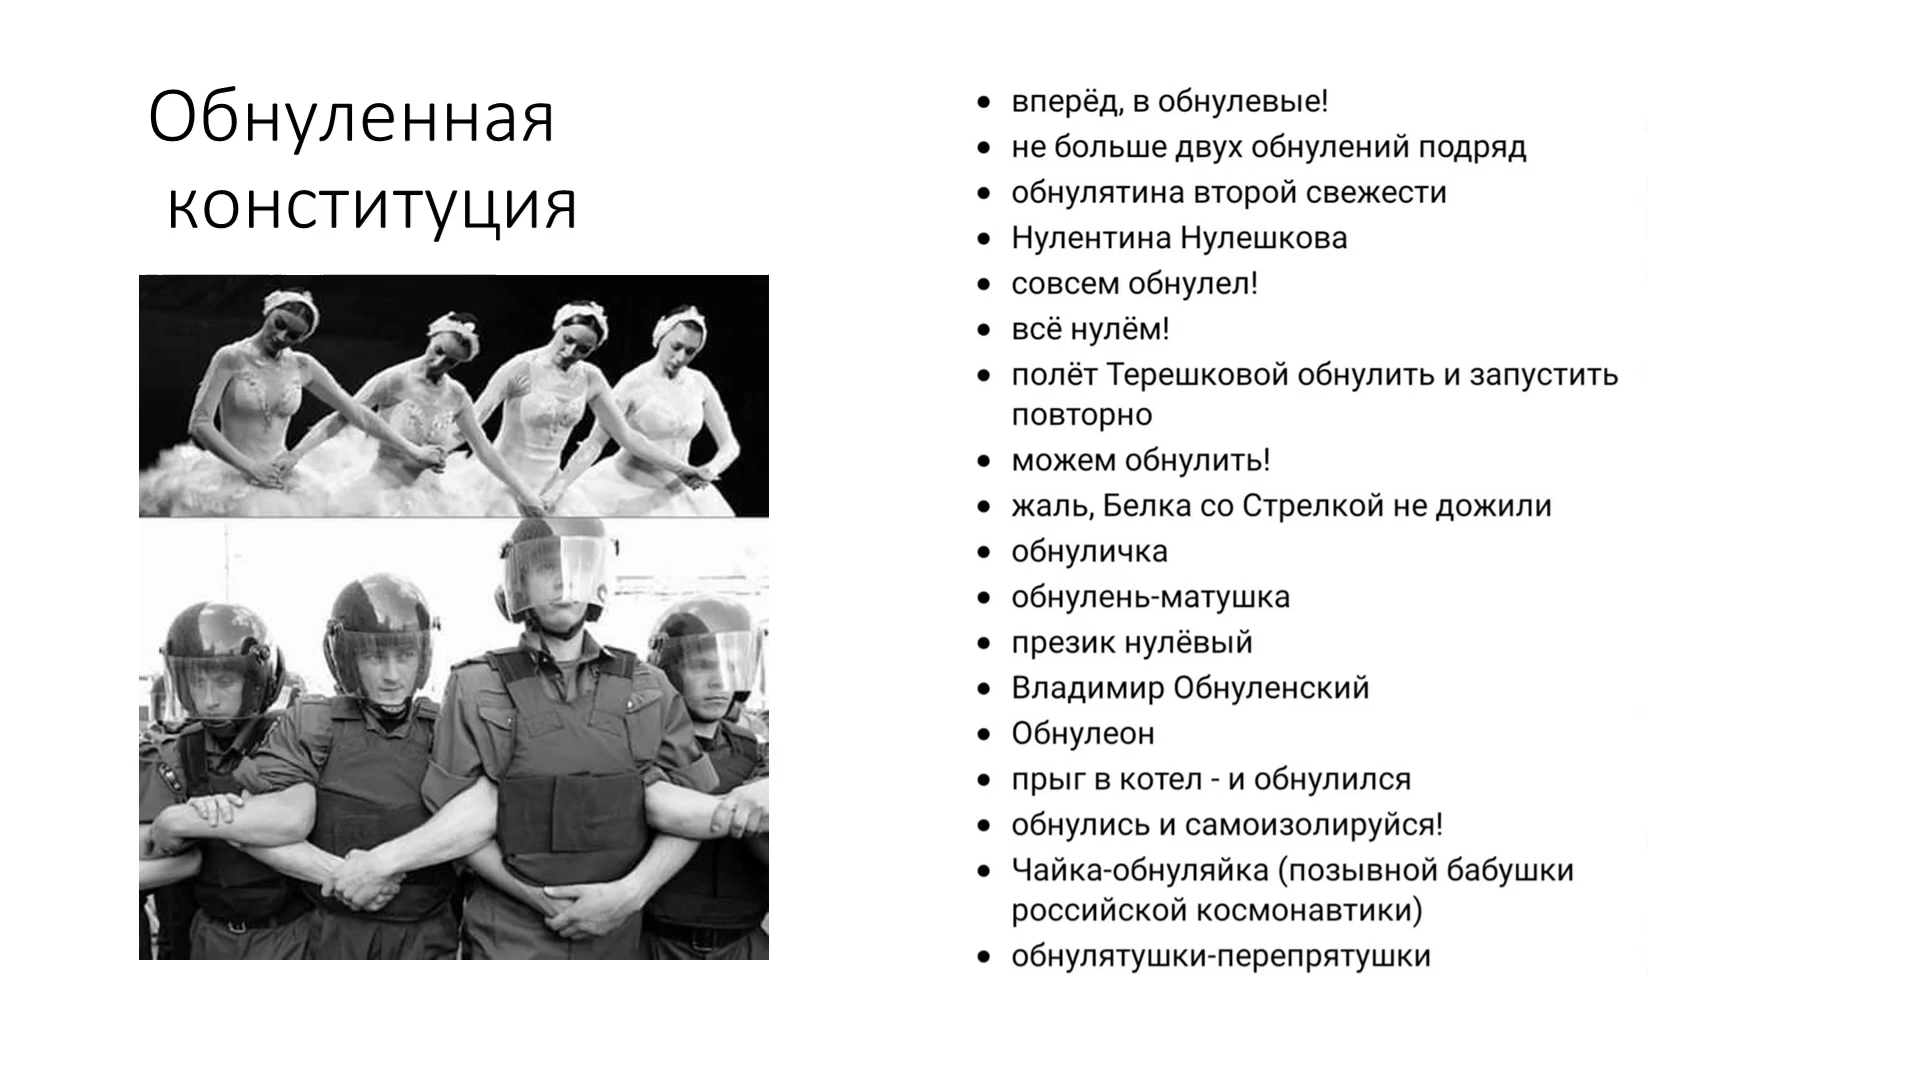 Обнуленная
конституция
• вперёд, в обнулевые!
• не больше двух обнулений подряд
• обнулятина второй свежести
• Нулентина Нулешкова
• совсем обнулел!
• всё нулём!
• полёт Терешковой обнулить и запустить
повторно
• можем обнулить!
• жаль, Белка со Стрелкой не дожили
• обнуличка
• обнулень-матушка
• презик нулёвый
• Владимир Обнуленский
• Обнулеон
• прыг в котел - и обнулился
• обнулись и самоизолируйся!
• Чайка-обнуляйка (позывной бабушки
российской космонавтики)
• обнулятушки-перепрятушки